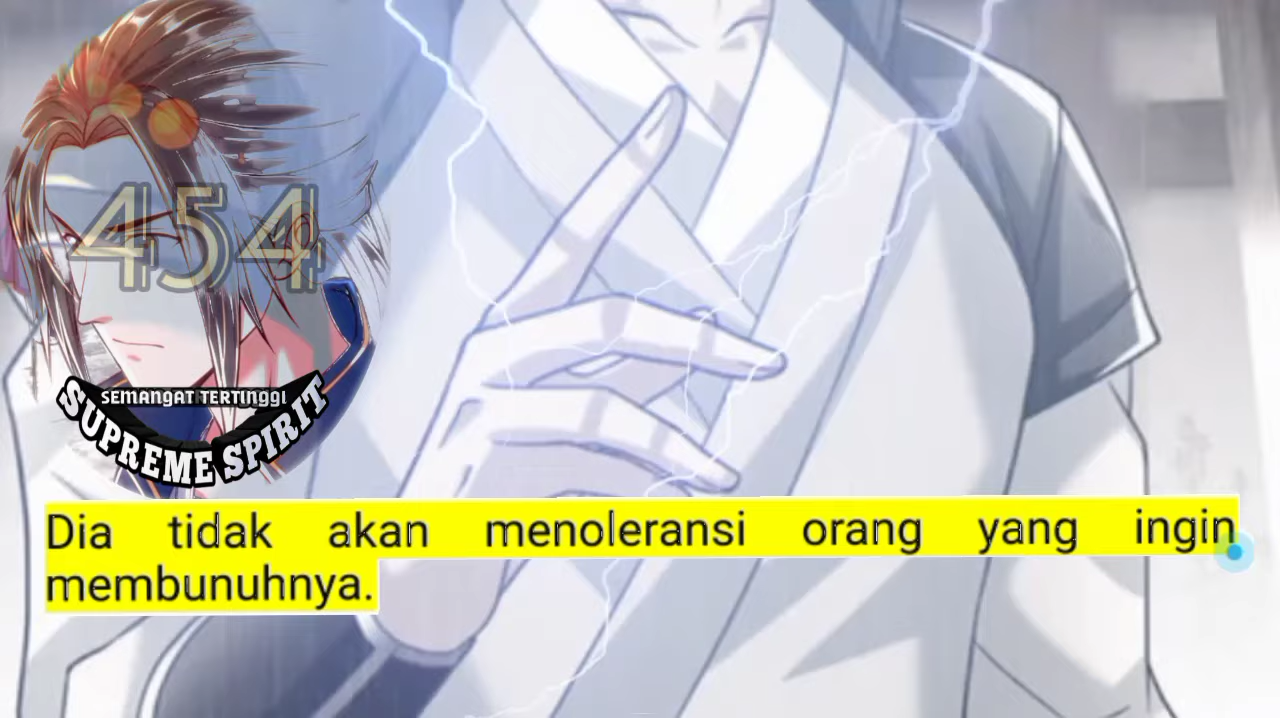 454
SEMANGAT TERTINGGI
SUPREME SPIRIT
Dia tidak akan menoleransi orang yang ingin
membunuhnya.